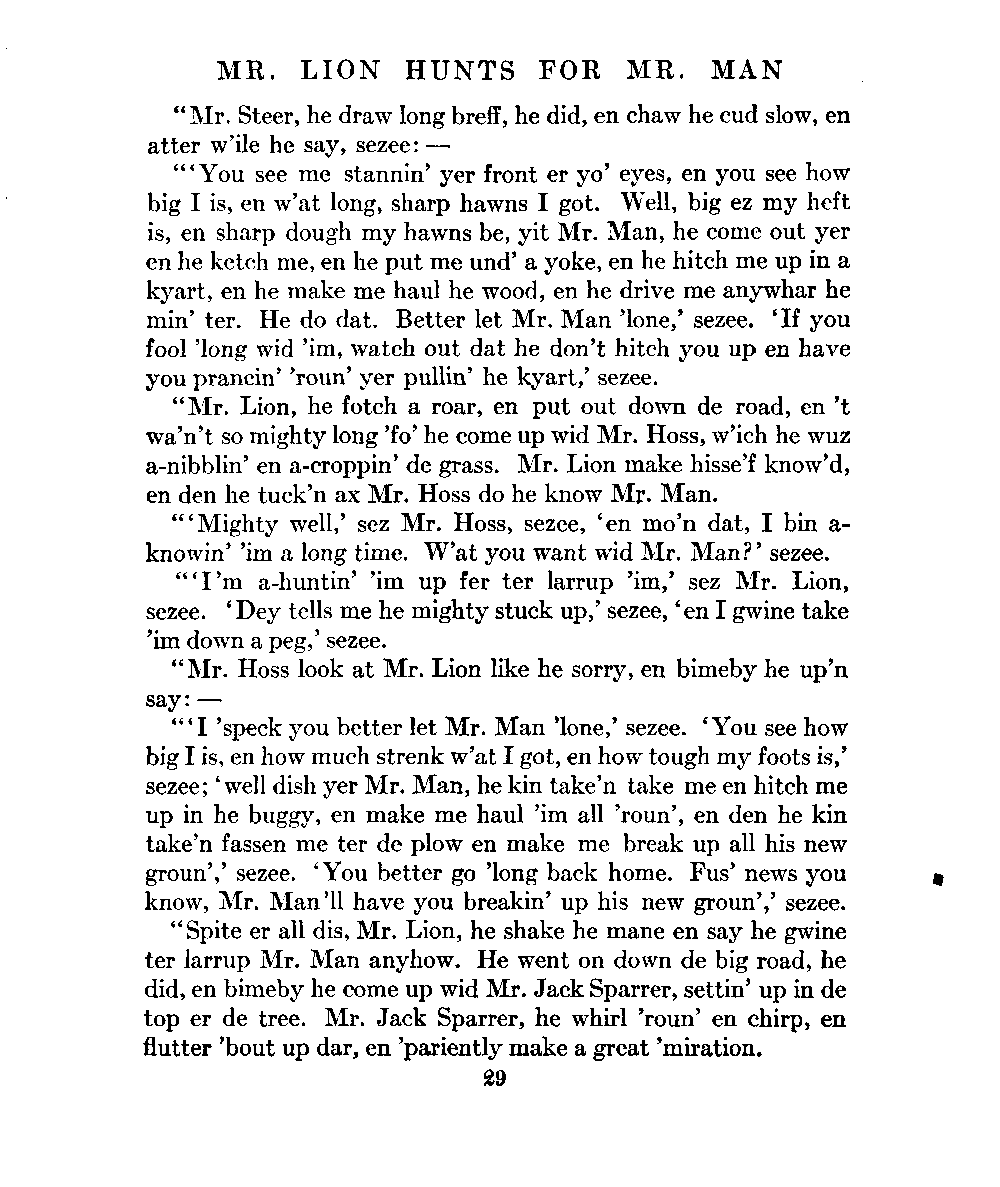 MR. LION HUNTS FOR MR. MAN
“Mr. Steer, he draw long breff, he did, en chaw he cud slow, en
atter w’ile he say, sezee: —
“‘You see me stannin’ yer front er yo’ eyes, en you see how
big I is, en w’at long, sharp hawns I got. Well, big ez my heft
is, en sharp dough my hawns be, yit Mr. Man, he come out yer
en he ketch me, en he put me und’ a yoke, en he hitch me up in a
kyart, en he make me haul he wood, en he drive me anywhar he
min’ ter. He do dat. Better let Mr. Man ’lone,’ sezee. ‘If you
fool ’long wid ’im, watch out dat he don’t hitch you up en have
you prancin’ ’roun’ yer pullin’ he kyart,’ sezee.
“Mr. Lion, he fotch a roar, en put out down de road, en ’t
wa’n’t so mighty long ’fo’ he come up wid Mr. Hoss, w’ich he wuz
a-nibblin’ en a-croppin’ de grass. Mr. Lion make hisse’f know’d,
en den he tuck’n ax Mr. Hoss do he know Mr. Man.
“‘Mighty well,’ sez Mr. Hoss, sezee, ‘en mo’n dat, I bin a-
knowin’ ’im a long time. W’at you want wid Mr. Man?’ sezee.
“‘I’m a-huntin’ ’im up fer ter larrup ’im,’ sez Mr. Lion,
sezee. ‘Dey tells me he mighty stuck up,’ sezee, ‘en I gwine take
’im down a peg,’ sezee.
“Mr. Hoss look at Mr. Lion like he sorry, en bimeby he up’n
say: —
“‘I ’speck you better let Mr. Man ’lone,’ sezee. ‘You see how
big I is, en how much strenk w’at I got, en how tough my foots is,’
sezee; ‘well dish yer Mr. Man, he kin take’n take me en hitch me
up in he buggy, en make me haul ’im all ’roun’, en den he kin
take’n fassen me ter de plow en make me break up all his new
groun’,’ sezee. ‘You better go ’long back home. Fus’ news you
know, Mr. Man’ll have you breakin’ up his new groun’,’ sezee.
“Spite er all dis, Mr. Lion, he shake he mane en say he gwine
ter larrup Mr. Man anyhow. He went on down de big road, he
did, en bimeby he come up wid Mr. Jack Sparrer, settin’ up in de
top er de tree. Mr. Jack Sparrer, he whirl ’roun’ en chirp, en
flutter ’bout up dar, en ’pariently make a great ’miration.
29